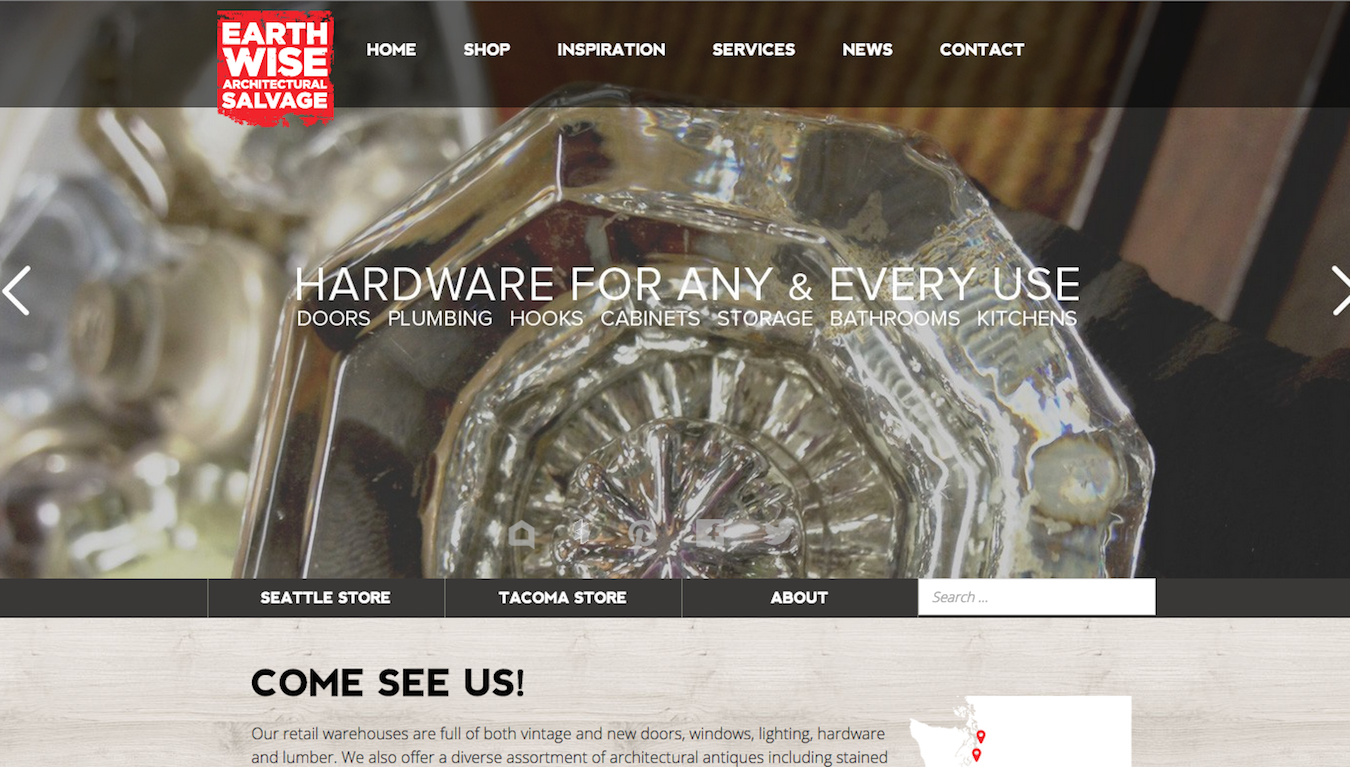 EARTH
WISE
ARCHITECTURAL
SALVAGE
HOME SHOP INSPIRATION SERVICES NEWS CONTACT
HARDWARE FOR ANY & EVERY USE
DOORS PLUMBING HOOKS CABINETS STORAGE BATHROOMS KITCHENS
SEATTLE STORE TACOMA STORE ABOUT Search ...
COME SEE US!
Our retail warehouses are full of both vintage and new doors, windows, lighting, hardware
and lumber. We also offer a diverse assortment of architectural antiques including stained